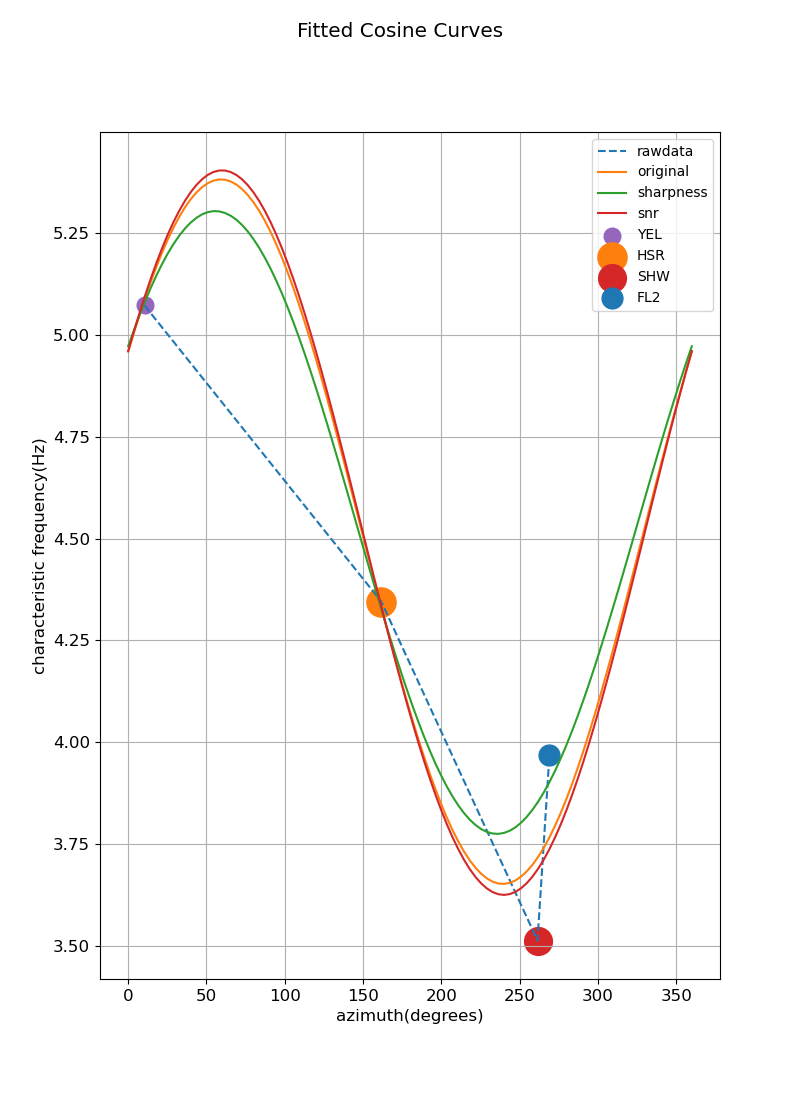 Fitted Cosine Curves
rawdata
original
sharpness
snr
YEL
HSR
SHW
FL2
5.25
5.00
4.75
4.50
4.25
4.00
3.75
3.50
characteristic frequency(Hz)
0 50 100 150 200 250 300 350
azimuth(degrees)